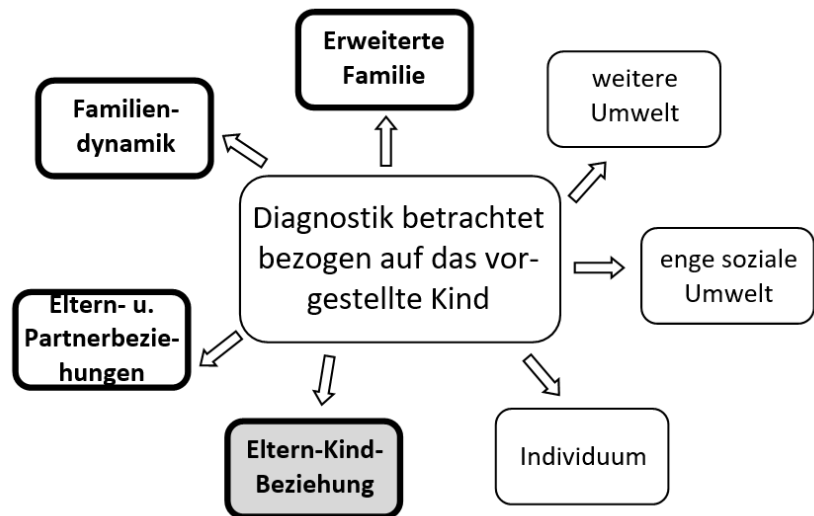 Erweiterte
Familie
weitere
Umwelt
Familien-
dynamik
Diagnostik betrachtet
bezogen auf das vor-
gestellte Kind
enge soziale
Umwelt
Eltern- u.
Partnerbezie-
hungen
Eltern-Kind-
Beziehung
Individuum